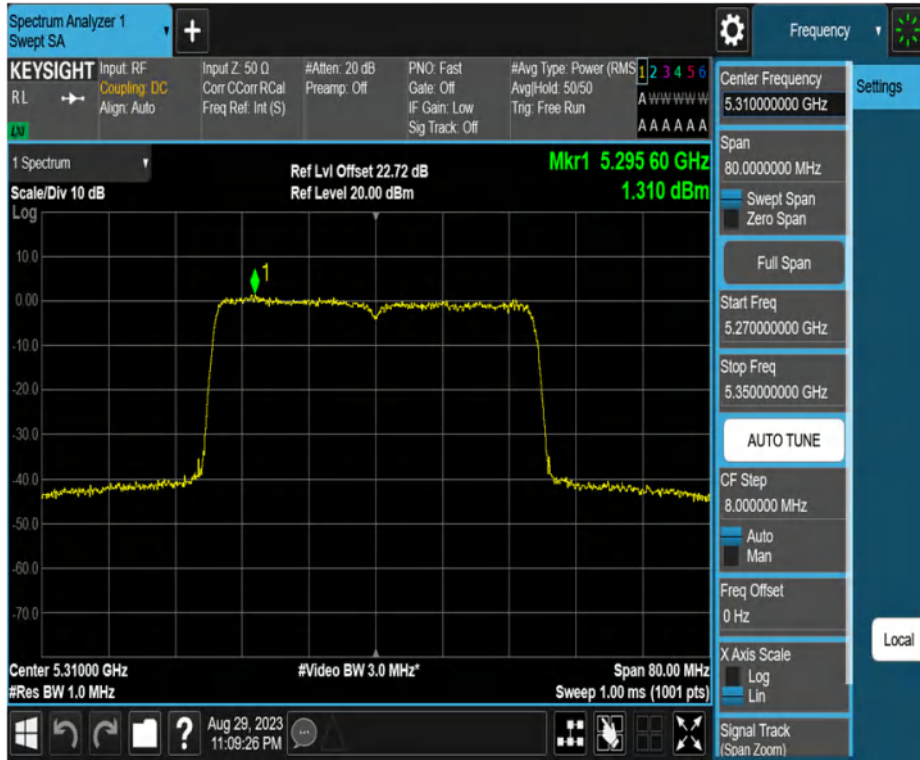 Spectrum Analyzer 1
Swept SA
Frequency
KEYSIGHT
RL
LXI
Input: RF
Coupling: DC
Align: Auto
Input Z: 50 Ω
Corr CCorr RCal
Freq Ref: Int (S)
#Atten: 20 dB
Preamp: Off
PNO: Fast
Gate: Off
IF Gain: Low
Sig Track: Off
#Avg Type: Power (RMS
Avg|Hold: 50/50
Trig: Free Run
1 2 3 4 5 6
A W W W W W
A A A A A A
1 Spectrum
Scale/Div 10 dB
Log
Ref Lvl Offset 22.72 dB
Ref Level 20.00 dBm
Mkr1 5.295 60 GHz
1.310 dBm
10.0
1
0.00
-10.0
-20.0
-30.0
-40.0
-50.0
-60.0
-70.0
Center 5.31000 GHz
#Res BW 1.0 MHz
#Video BW 3.0 MHz*
Span 80.00 MHz
Sweep 1.00 ms (1001 pts)
?
Aug 29, 2023
11:09:26 PM
Center Frequency
5.310000000 GHz
Settings
Span
80.0000000 MHz
Swept Span
Zero Span
Full Span
Start Freq
5.270000000 GHz
Stop Freq
5.350000000 GHz
AUTO TUNE
CF Step
8.000000 MHz
Auto
Man
Freq Offset
0 Hz
X Axis Scale
Log
Lin
Local
Signal Track
(Span Zoom)